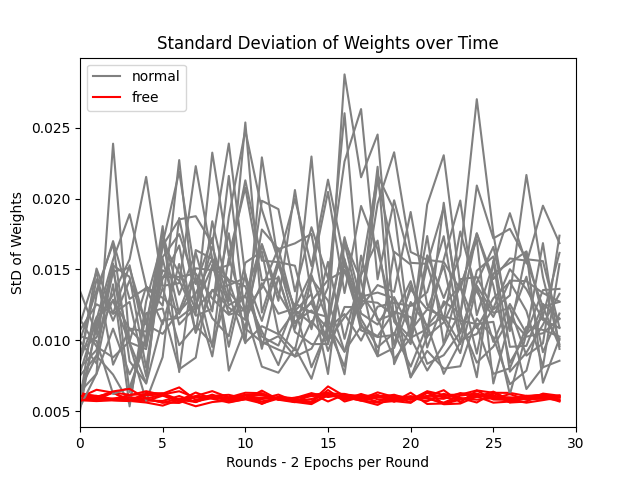 Standard Deviation of Weights over Time
normal
free
StD of Weights
0.025
0.020
0.015
0.010
0.005
0
5
10
15
20
25
30
Rounds - 2 Epochs per Round